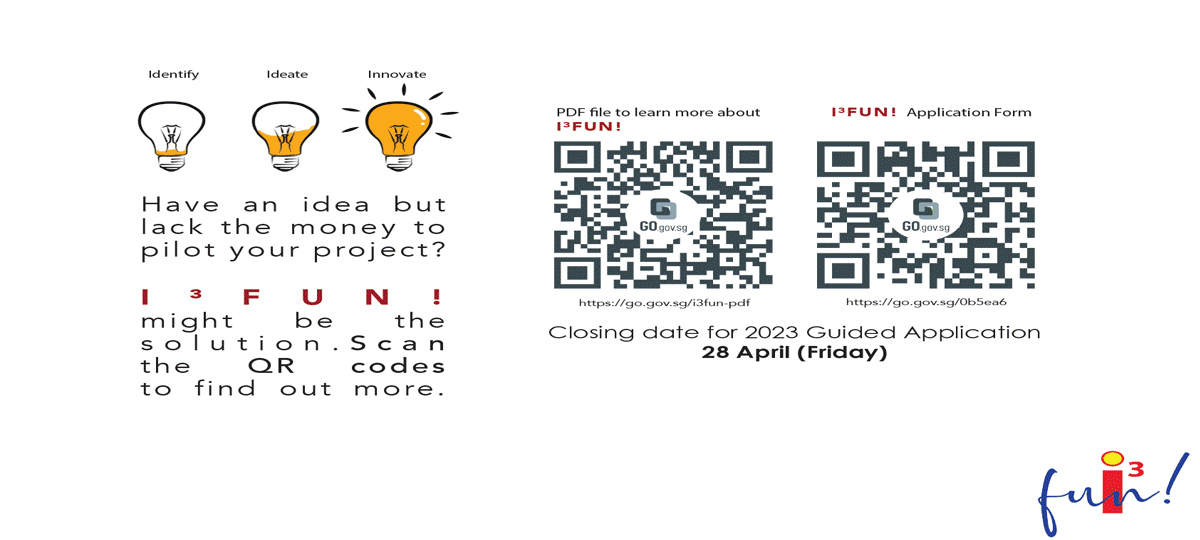 Identify
Ideate
Innovate
Have an idea but
lack the money to
pilot your project?
I³FUN!
might be the
solution. Scan
the QR codes
to find out more.
PDF file to learn more about
I³FUN!
GO.gov.sg
https://go.gov.sg/i3fun-pdf
I³FUN! Application Form
GO.gov.sg
https://go.gov.sg/0b5ea6
Closing date for 2023 Guided Application
28 April (Friday)
i³
fun!